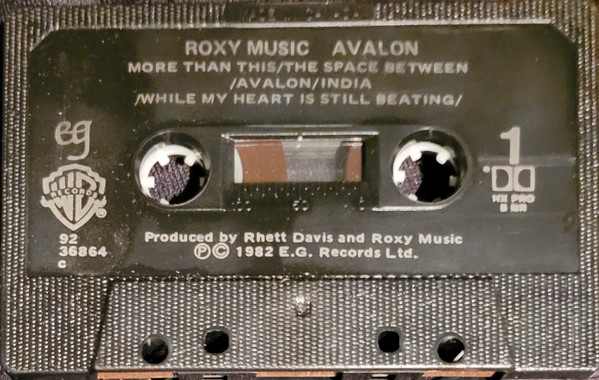 ROXY MUSIC AVALON
MORE THAN THIS/THE SPACE BETWEEN
/AVALON/INDIA
/WHILE MY HEART IS STILL BEATING/
eg
1
WB
RECORDS
®
HX PRO
B NR
92
36864
c
Produced by Rhett Davis and Roxy Music
℗© 1982 E.G. Records Ltd.